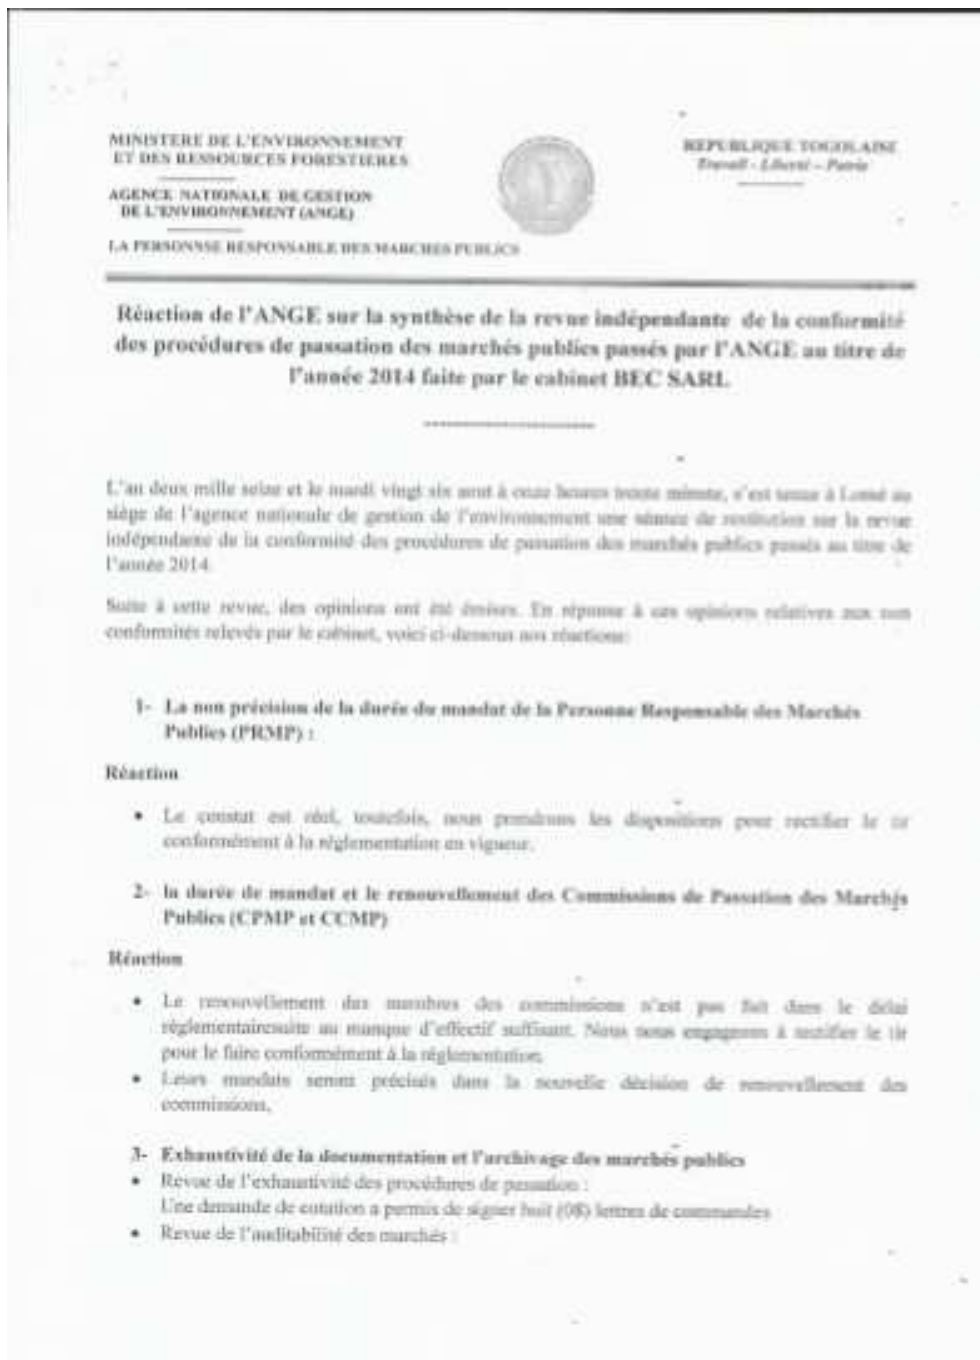 MINISTERE DE L'ENVIRONNEMENT
ET DES RESSOURCES FORESTIERES
AGENCE NATIONALE DE GESTION
DE L'ENVIRONNEMENT (ANGE)
LA PERSONNSE RESPONSABLE DES MARCHES PUBLICS
REPUBLIQUE TOGOLAISE
Travail - Liberté – Patrie
Réaction de l'ANGE sur la synthèse de la revue indépendante de la conformité
des procédures de passation des marchés publics passés par l'ANGE au titre de
l'année 2014 faite par le cabinet BEC SARL
L'an deux mille seize et le mardi vingt six aout à onze heures trente minute, s'est tenue à Lomé au
siège de l'agence nationale de gestion de l'environnement une séance de restitution sur la revue
indépendante de la conformité des procédures de passation des marchés publics passés au titre de
l'année 2014.
Suite à cette revue, des opinions ont été émises. En réponse à ces opinions relatives aux non
conformités relevés par le cabinet, voici ci-dessous nos réactions:
1- La non précision de la durée du mandat de la Personne Responsable des Marchés
Publics (PRMP) :
Réaction
• Le constat est réel, toutefois, nous prendrons les dispositions pour rectifier le tir
conformément à la réglementation en vigueur.
2- la durée de mandat et le renouvellement des Commissions de Passation des Marchés
Publics (CPMP et CCMP)
Réaction
• Le renouvellement des membres des commissions n'est pas fait dans le délai
réglementairesuite au manque d'effectif suffisant. Nous nous engageons à rectifier le tir
pour le faire conformément à la réglementation.
• Leurs mandats seront précisés dans la nouvelle décision de renouvellement des
commissions.
3- Exhaustivité de la documentation et l'archivage des marchés publics
• Revue de l'exhaustivité des procédures de passation :
Une demande de cotation a permis de signer huit (08) lettres de commandes
• Revue de l'auditabilité des marchés :